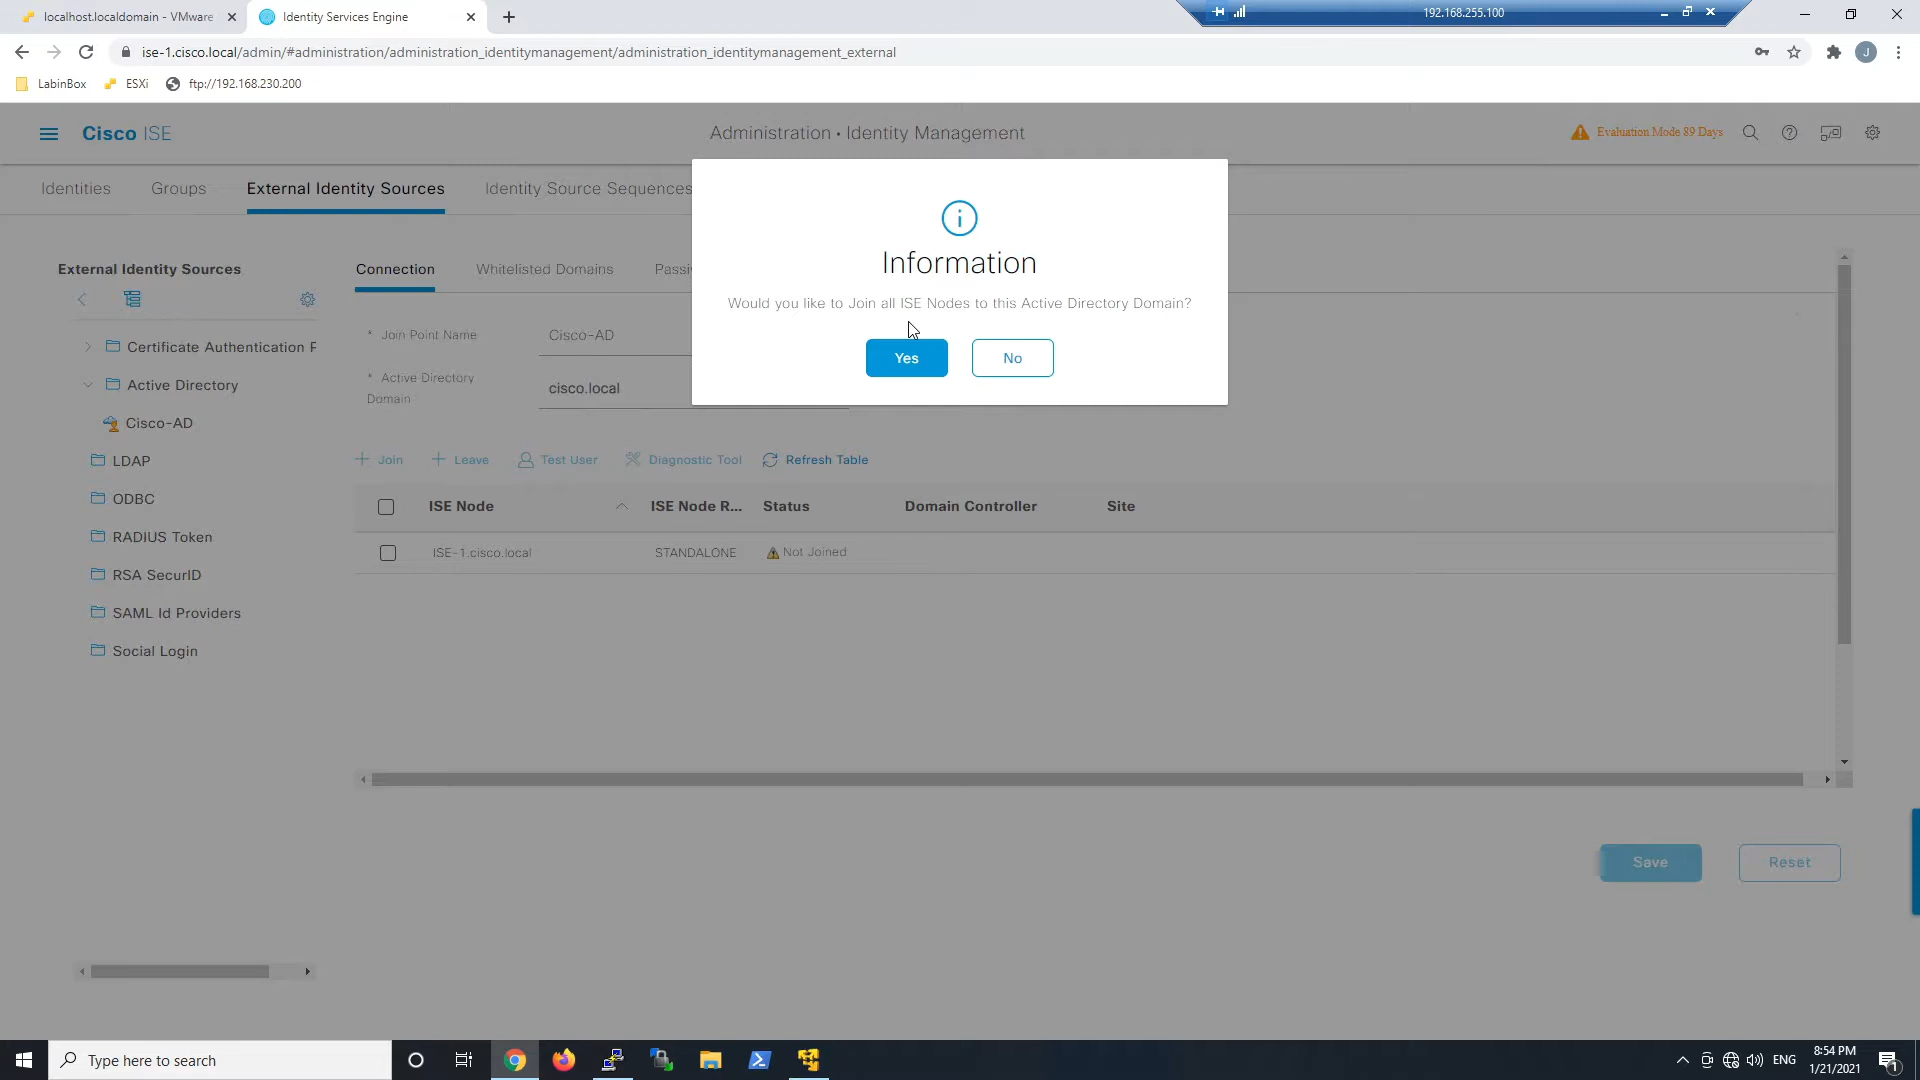 localhost.localdomain - VMware
Identity Services Engine
192.168.255.100
ise-1.cisco.local/admin/#administration/administration_identitymanagement/administration_identitymanagement_external
J
LabinBox
ESXi
ftp://192.168.230.200
Cisco ISE
Administration • Identity Management
Evaluation Mode 89 Days
Identities
Groups
External Identity Sources
Identity Source Sequences
Information
Would you like to Join all ISE Nodes to this Active Directory Domain?
Yes
No
External Identity Sources
Certificate Authentication P
Active Directory
Cisco-AD
LDAP
ODBC
RADIUS Token
RSA SecurID
SAML Id Providers
Social Login
Connection
Whitelisted Domains
Passiv
* Join Point Name
Cisco-AD
* Active Directory
Domain
cisco.local
+ Join
+ Leave
Test User
Diagnostic Tool
Refresh Table
ISE Node
ISE Node R...
Status
Domain Controller
Site
ISE-1.cisco.local
STANDALONE
Not Joined
Save
Reset
Type here to search
ENG
8:54 PM
1/21/2021
1